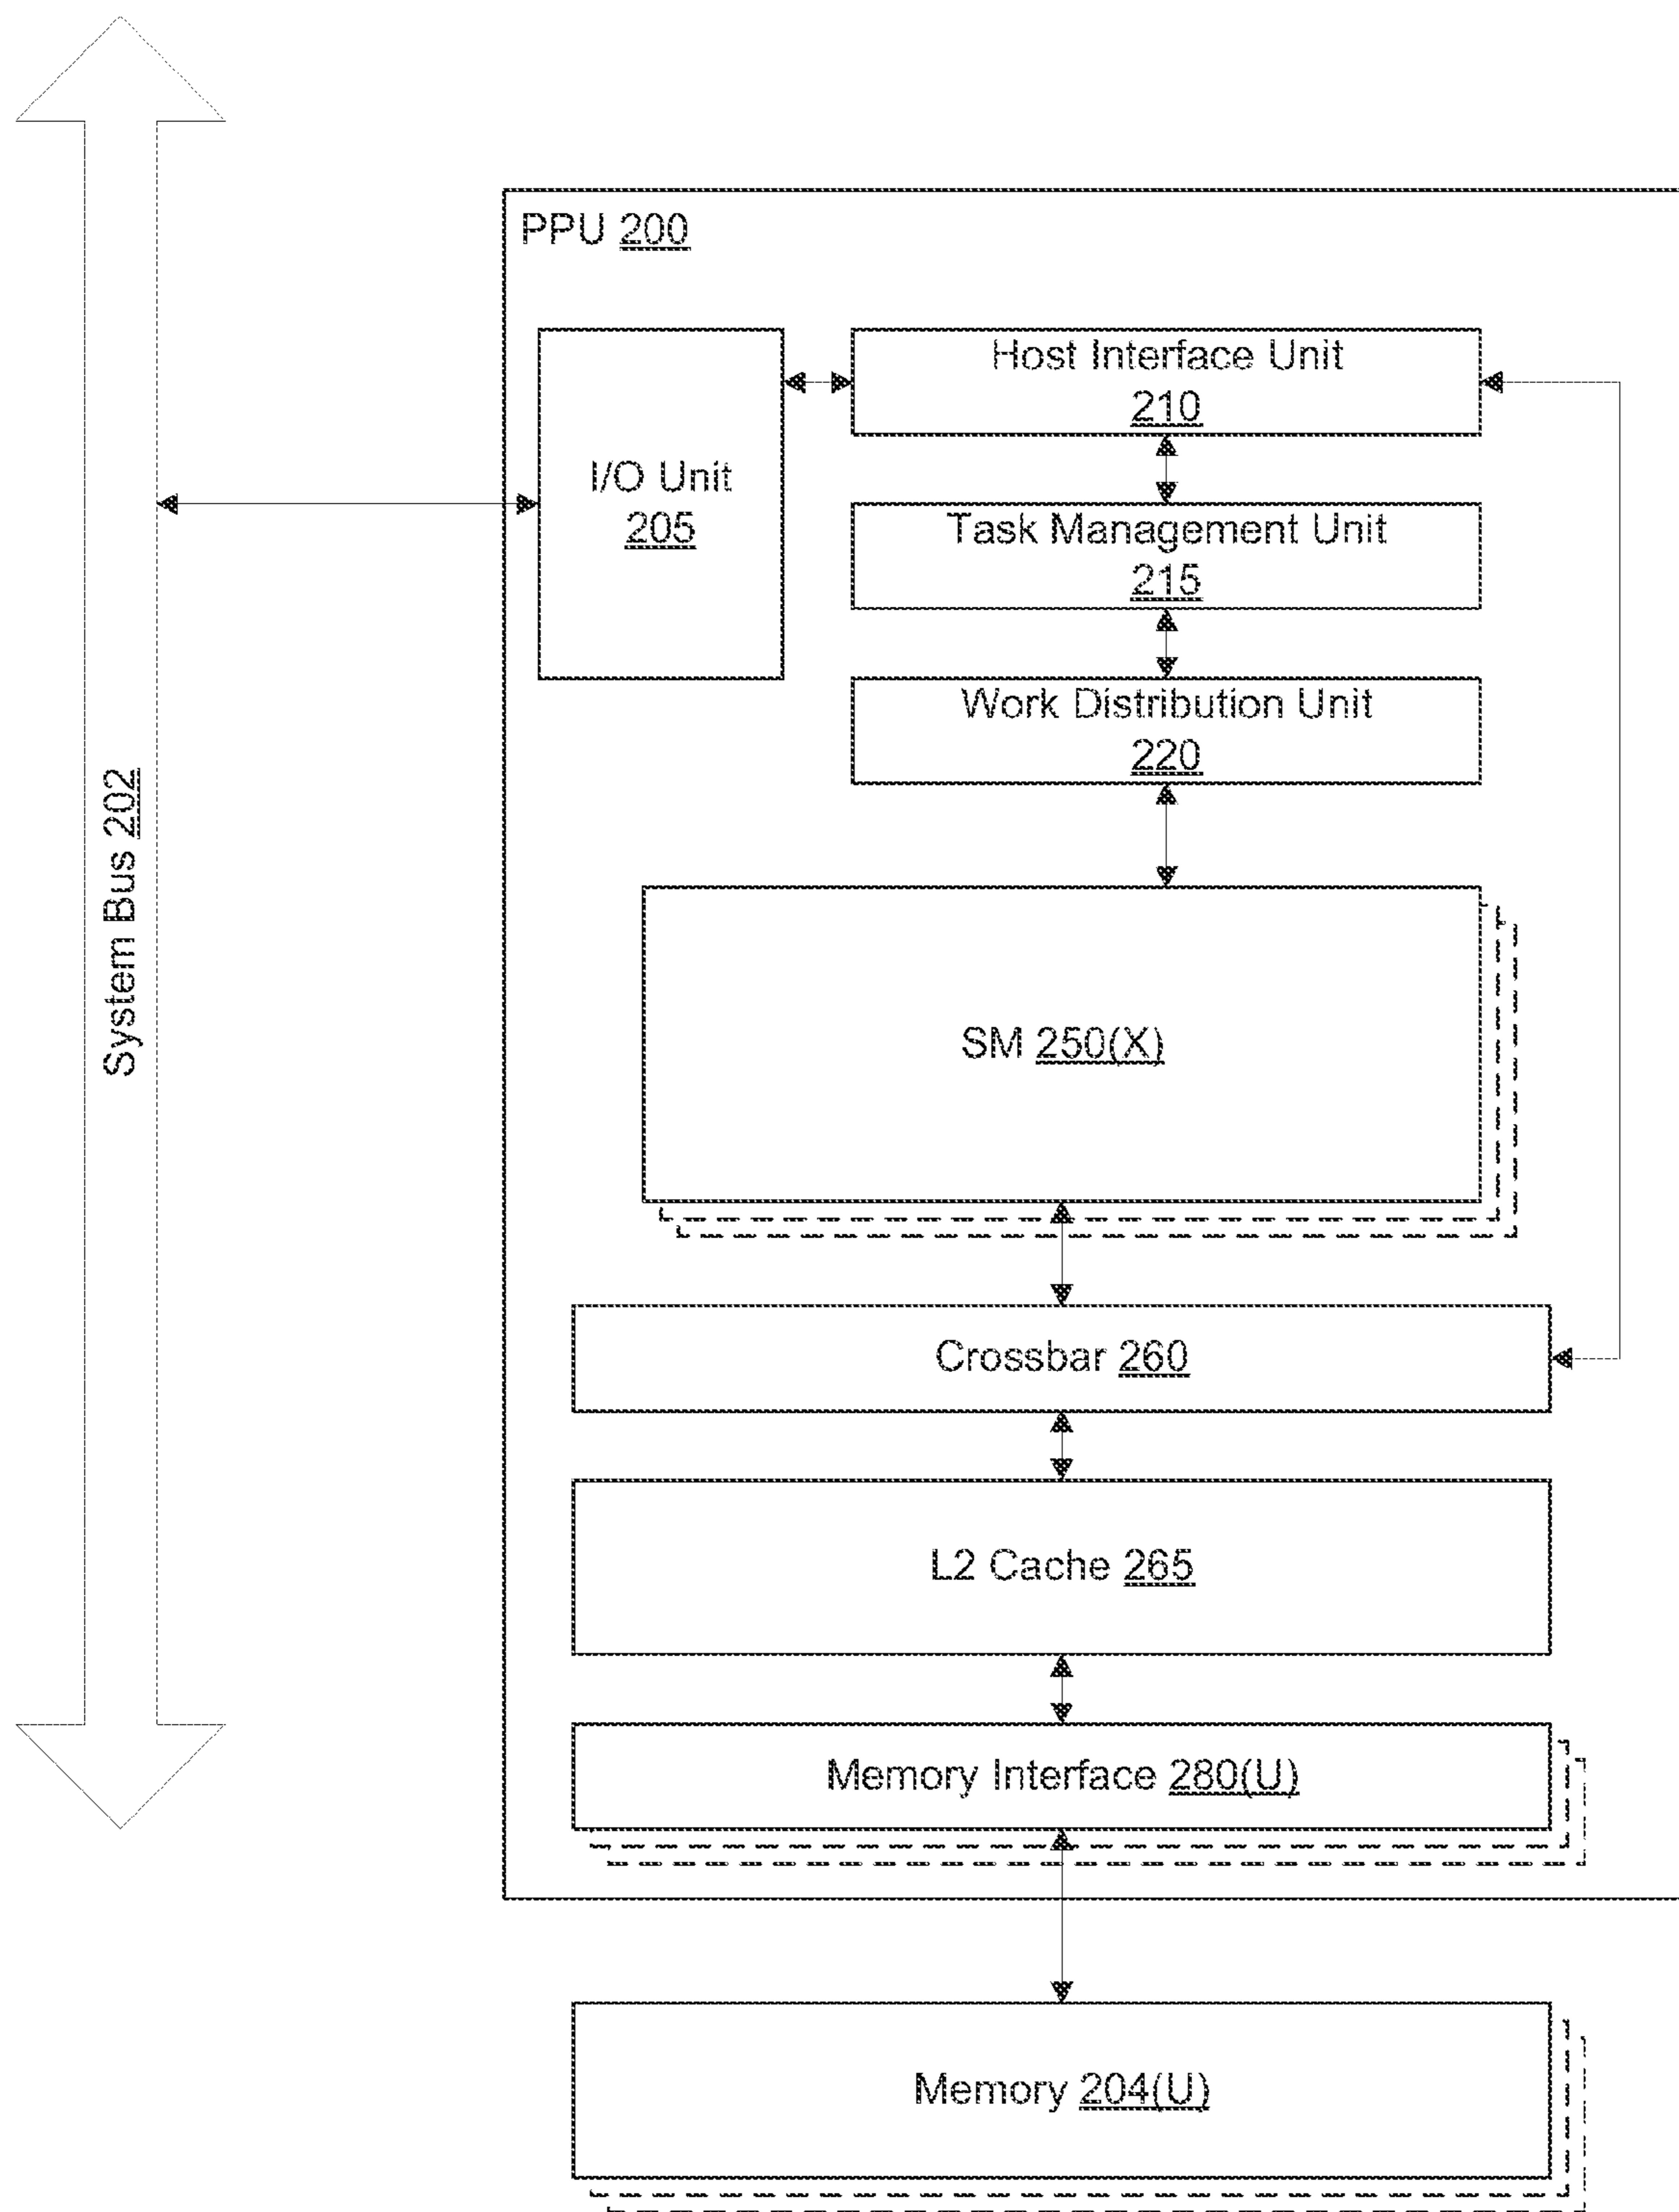 PPU 200
Host Interface Unit
210
I/O Unit
205
Task Management Unit
215
Work Distribution Unit
220
System Bus 202
SM 250(X)
Crossbar 260
L2 Cache 265
Memory Interface 280(U)
Memory 204(U)